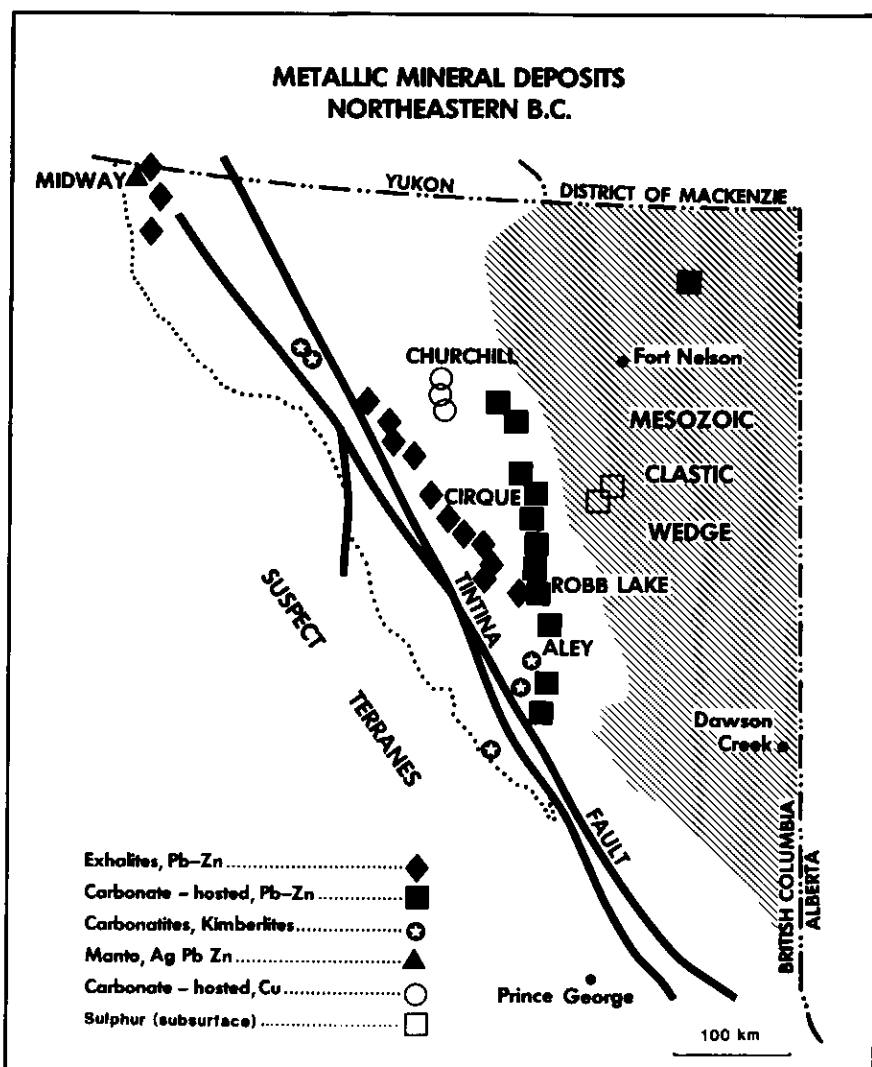 METALLIC MINERAL DEPOSITS
NORTHEASTERN B.C.
MIDWAY
YUKON
DISTRICT OF MACKENZIE
Fort Nelson
CHURCHILL
MESOZOIC
CLASTIC
CIRQUE
WEDGE
ROBB LAKE
TINTINA
SUSPECT
ALEY
TERRANES
Dawson
Creek
FAULT
BRITISH COLUMBIA
ALBERTA
Exhalites, Pb-Zn
Carbonate - hosted, Pb-Zn
Carbonatites, Kimberlites
Manto, Ag Pb Zn
Carbonate - hosted, Cu
Sulphur (subsurface)
Prince George
100 km